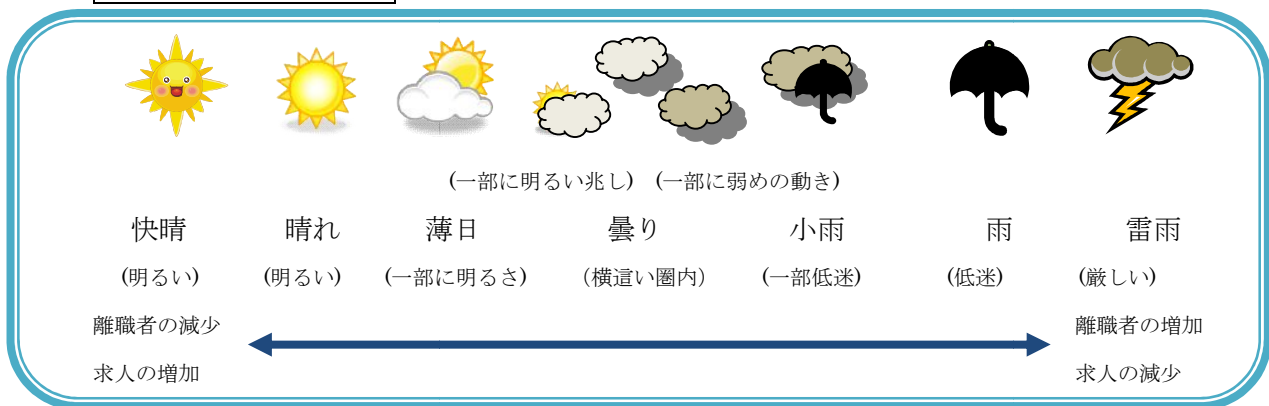 (一部に明るい兆し) (一部に弱めの動き)
快晴 晴れ 薄日 曇り 小雨 雨 雷雨
(明るい) (明るい) (一部に明るさ) (横這い圏内) (一部低迷) (低迷) (厳しい)
離職者の減少 離職者の増加
求人の増加 求人の減少